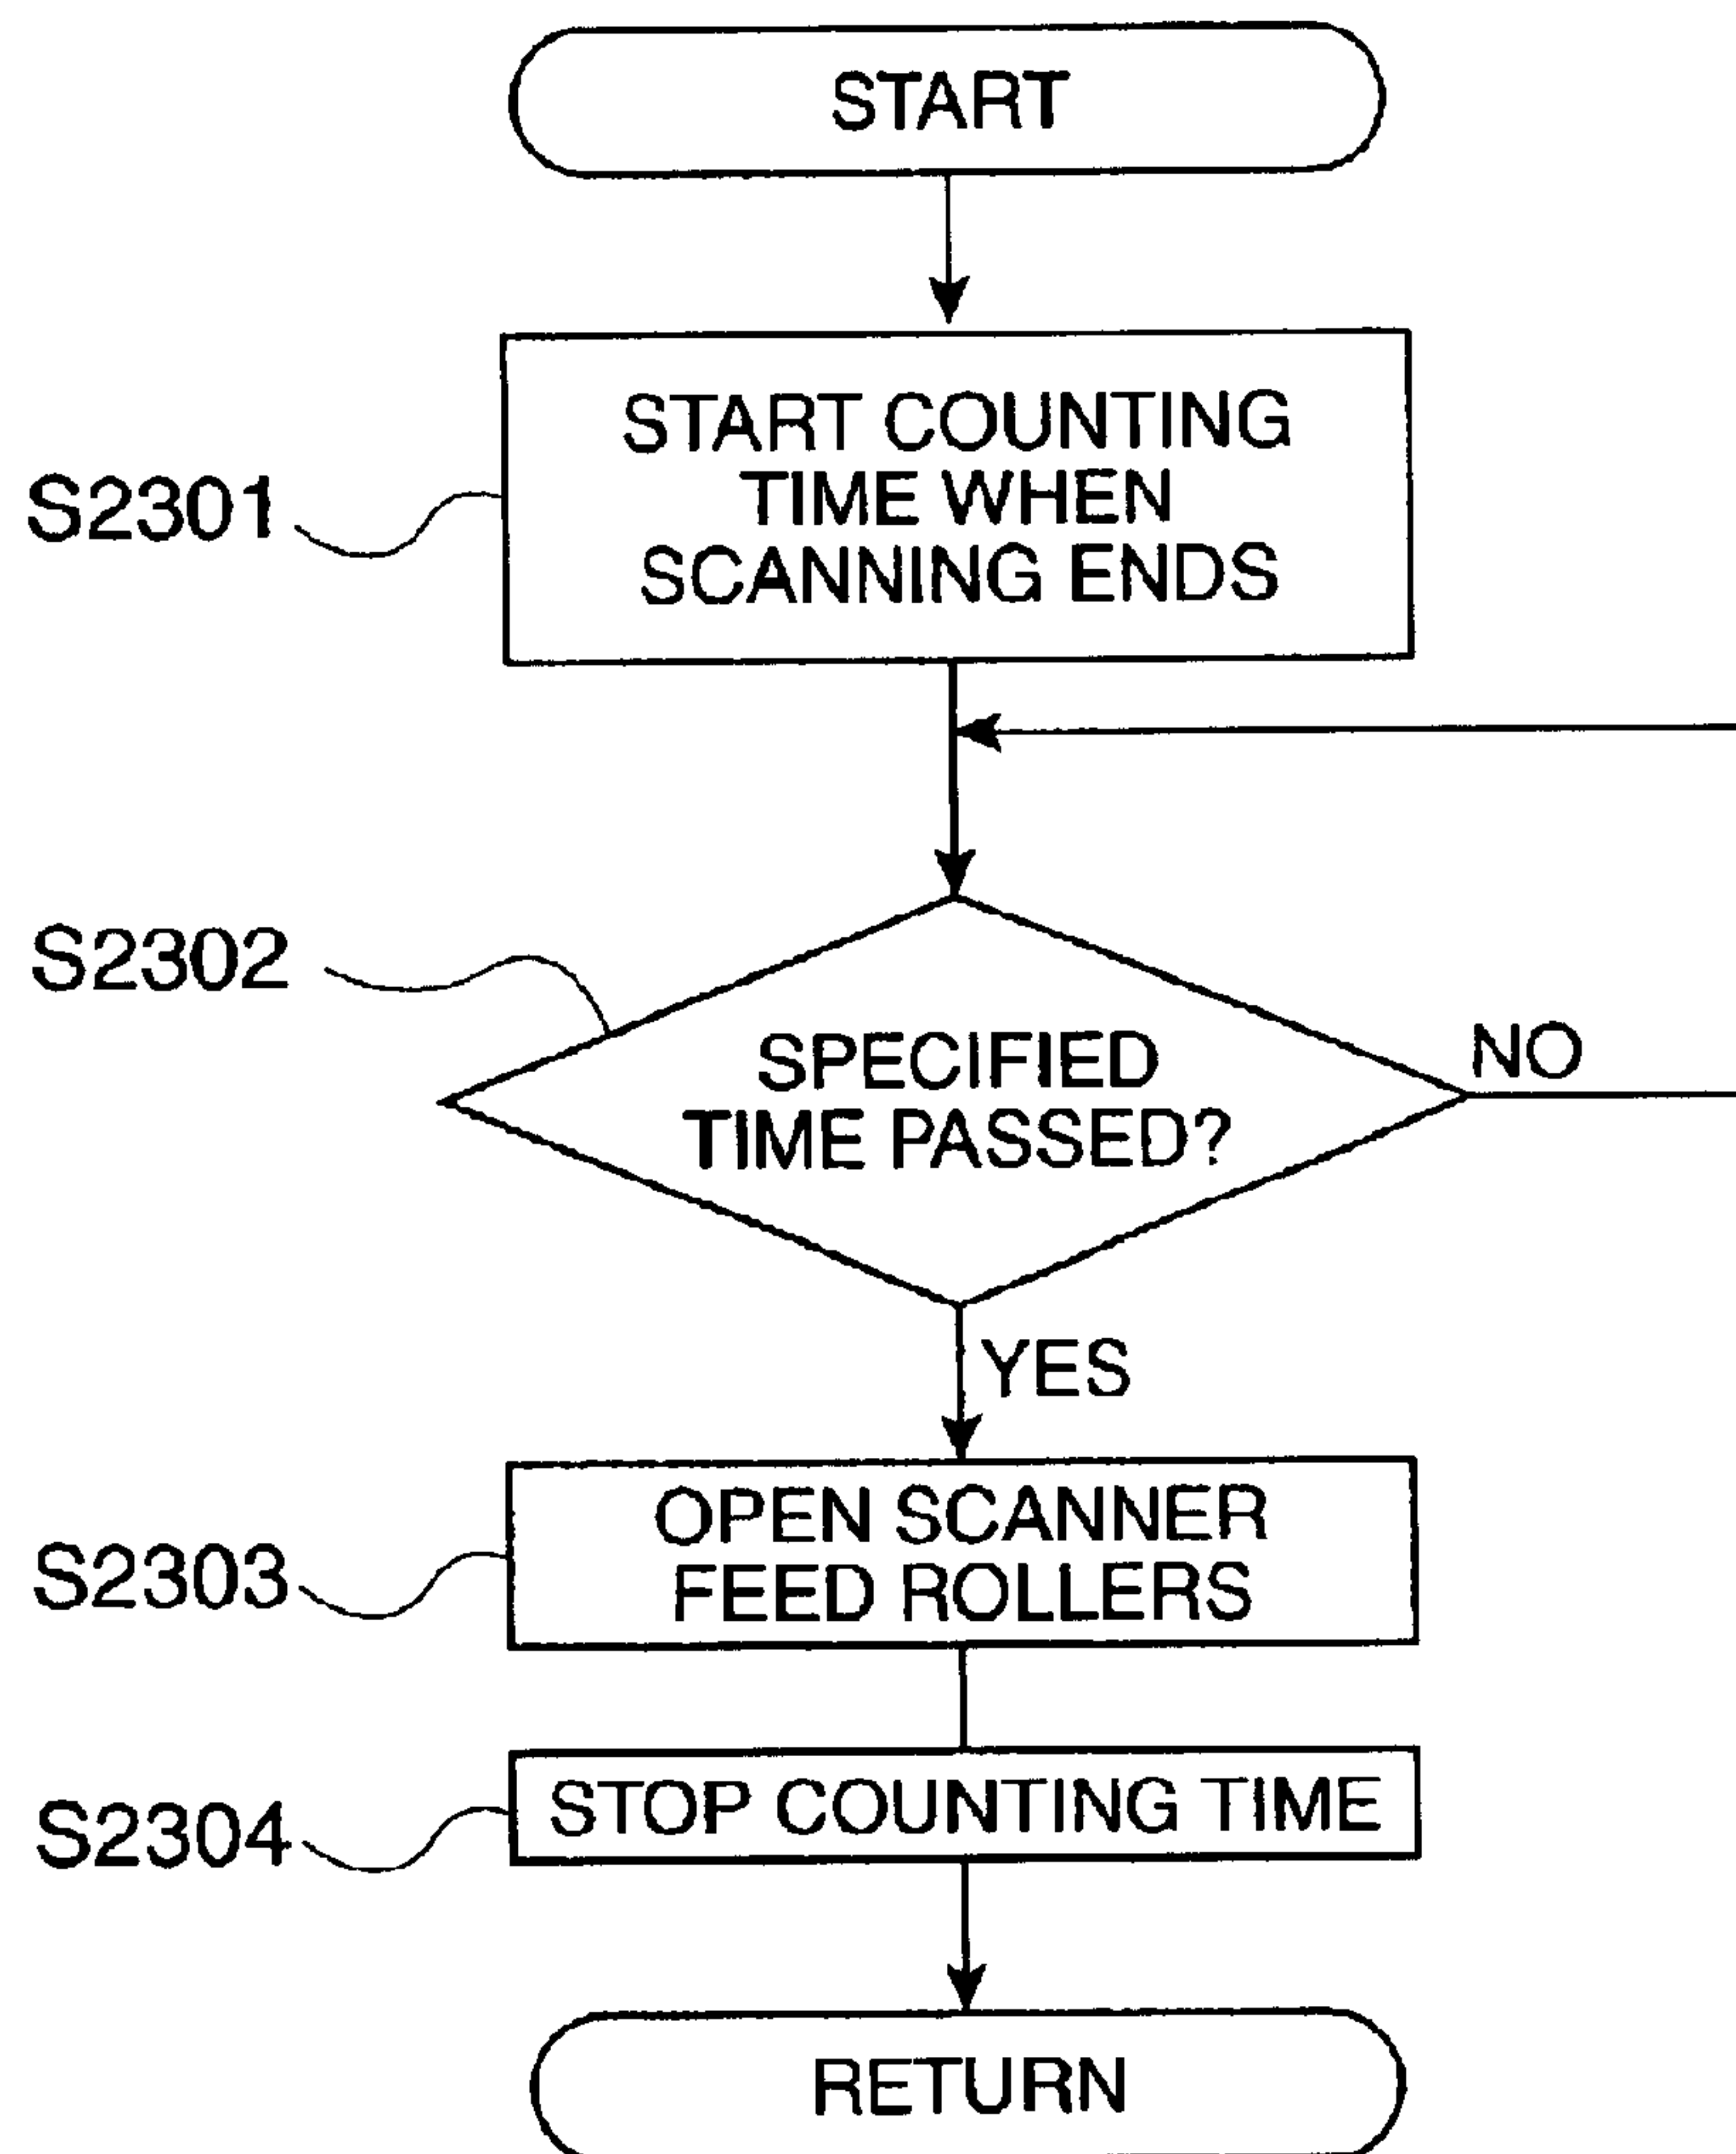 START
START COUNTING
TIME WHEN
SCANNING ENDS
S2301
S2302
SPECIFIED
TIME PASSED?
NO
YES
OPEN SCANNER
FEED ROLLERS
S2303
STOP COUNTING TIME
S2304
RETURN